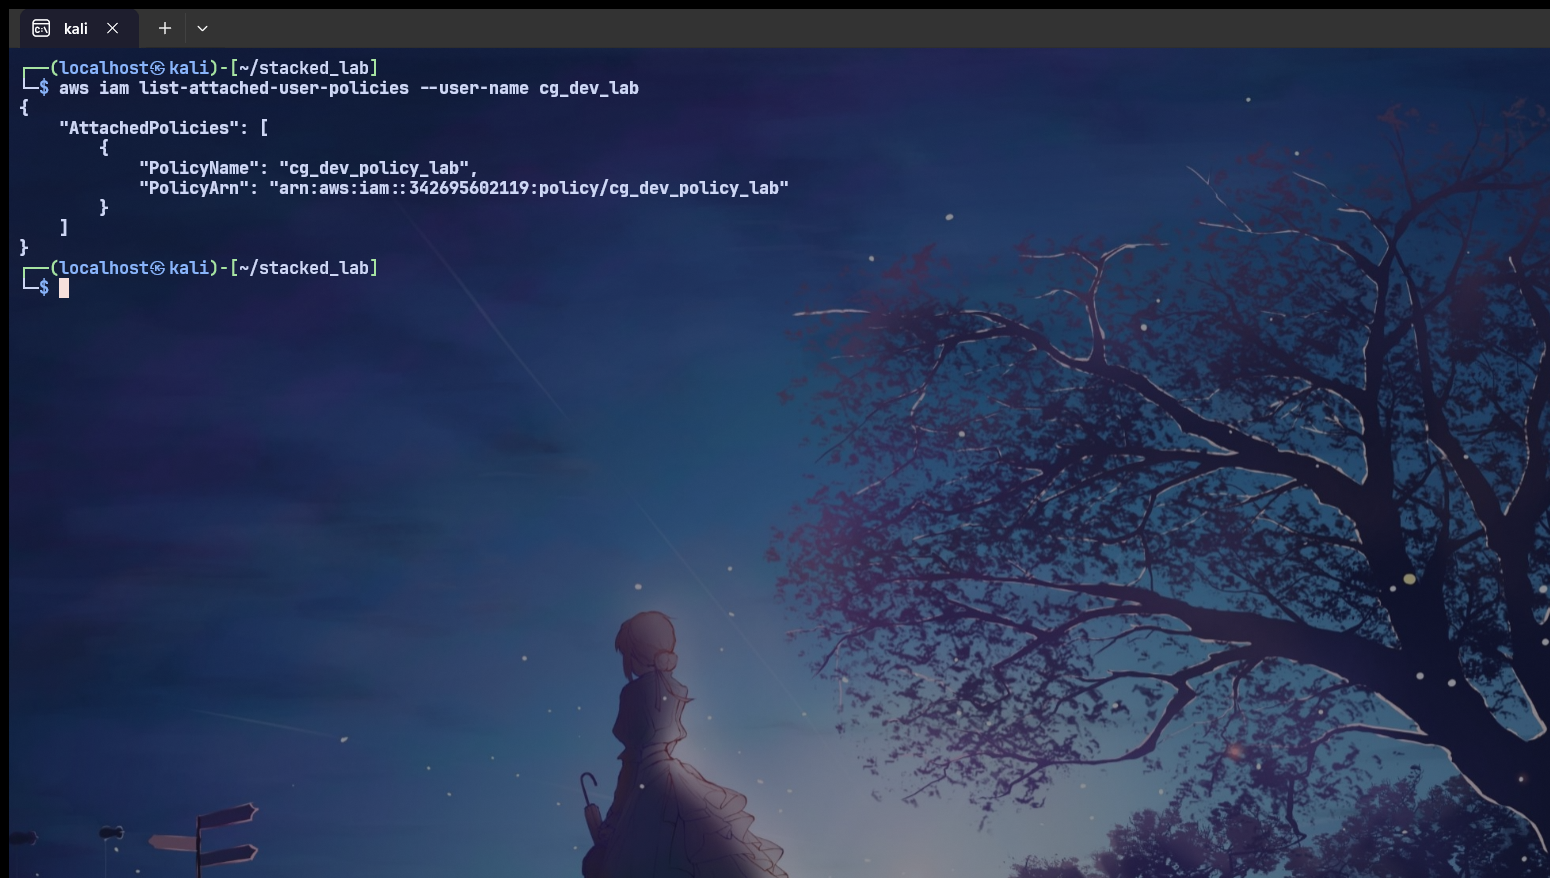 kali
┌──(localhost㉿kali)-[~/stacked_lab]
└─$ aws iam list-attached-user-policies --user-name cg_dev_lab
{
    "AttachedPolicies": [
        {
            "PolicyName": "cg_dev_policy_lab",
            "PolicyArn": "arn:aws:iam::342695602119:policy/cg_dev_policy_lab"
        }
    ]
}
┌──(localhost㉿kali)-[~/stacked_lab]
└─$